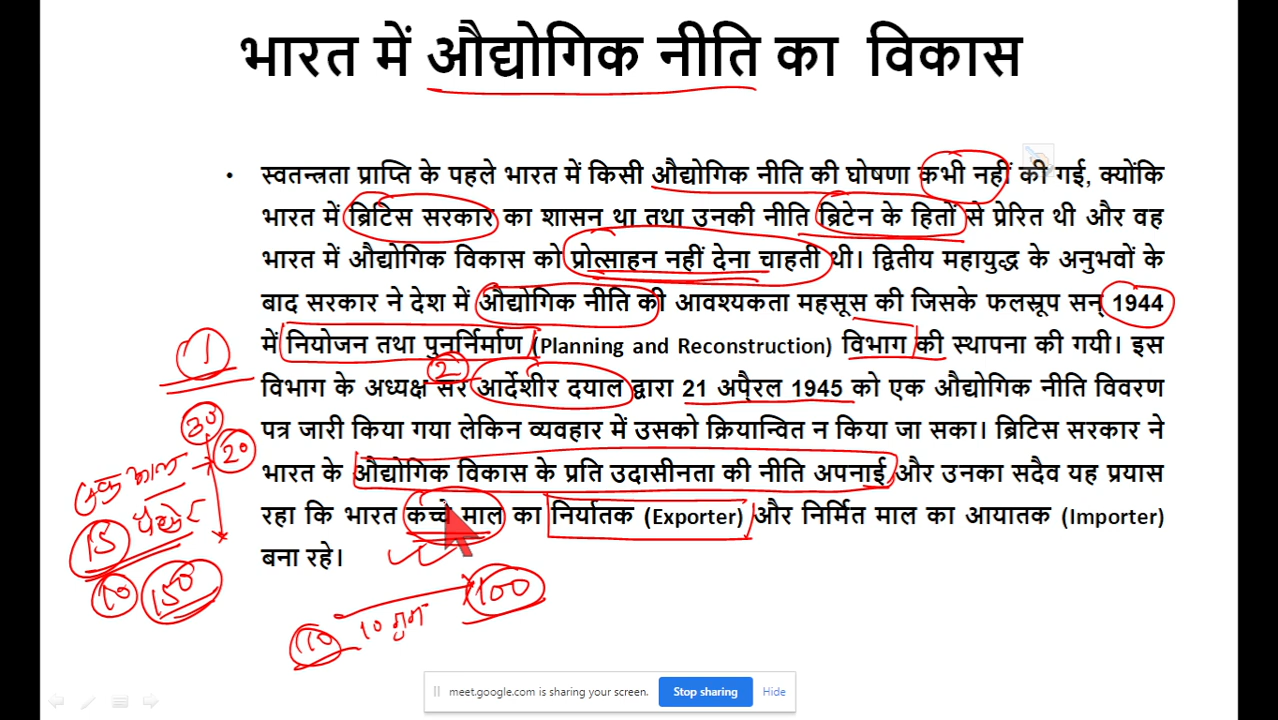 भारत में औद्योगिक नीति का विकास
• स्वतन्त्रता प्राप्ति के पहले भारत में किसी औद्योगिक नीति की घोषणा कभी नहीं की गई, क्योंकि
भारत में ब्रिटिस सरकार का शासन था तथा उनकी नीति ब्रिटेन के हितों से प्रेरित थी और वह
भारत में औद्योगिक विकास को प्रोत्साहन नहीं देना चाहती थी। द्वितीय महायुद्ध के अनुभवों के
बाद सरकार ने देश में औद्योगिक नीति की आवश्यकता महसूस की जिसके फलस्रूप सन् 1944
में नियोजन तथा पुनर्निर्माण (Planning and Reconstruction) विभाग की स्थापना की गयी। इस
विभाग के अध्यक्ष सर आर्देशीर दयाल द्वारा 21 अपैरल 1945 को एक औद्योगिक नीति विवरण
पत्र जारी किया गया लेकिन व्यवहार में उसको क्रियान्वित न किया जा सका। ब्रिटिस सरकार ने
भारत के औद्योगिक विकास के प्रति उदासीनता की नीति अपनाई और उनका सदैव यह प्रयास
रहा कि भारत कच्चे माल का निर्यातक (Exporter) और निर्मित माल का आयातक (Importer)
बना रहे।
1
2
20
15
10 150
100
110 10 गुना
meet.google.com is sharing your screen. Stop sharing Hide